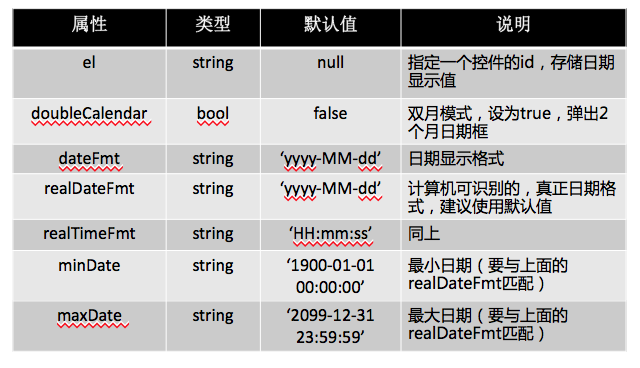 属性 类型 默认值 说明
el string null 指定一个控件的id，存储日期
显示值
doubleCalendar bool false 双月模式，设为true，弹出2
个月日期框
dateFmt string ‘yyyy-MM-dd’ 日期显示格式
realDateFmt string ‘yyyy-MM-dd’ 计算机可识别的，真正日期格
式，建议使用默认值
realTimeFmt string ‘HH:mm:ss’ 同上
minDate string ‘1900-01-01 最小日期（要与上面的
00:00:00’ realDateFmt匹配）
maxDate string ‘2099-12-31 最大日期（要与上面的
23:59:59’ realDateFmt匹配）